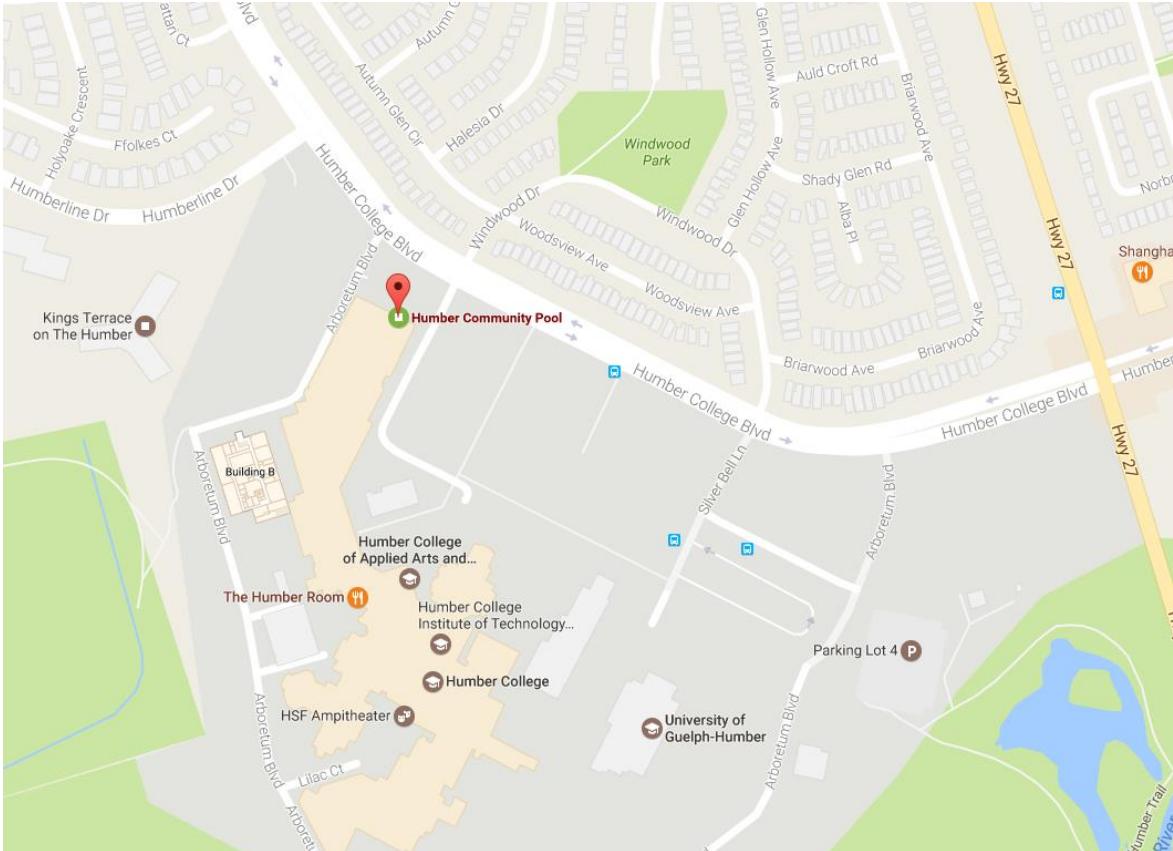 attan Ct
Blvd
Autumn G
Autumn Glen Cir
Halesia Dr
Holyoake Crescent
Ffolkes Ct
Humberline Dr
Humberline Dr
Humber College Blvd
Windwood Dr
Windwood
Park
Windwood Dr
Woodsview Ave
Woodsview Ave
Glen Hollow Ave
Glen Hollow Ave
Auld Croft Rd
Briarwood Ave
Shady Glen Rd
Alba Pl
Hwy 27
Hwy 27
Norbr
Shangha
Kings Terrace
on The Humber
Arboretum Blvd
Humber Community Pool
Briarwood Ave
Briarwood Ave
Humber College Blvd
Humber College Blvd
Humber
Hwy 27
Building B
Arboretum Blvd
Silver Bell Ln
Arboretum Blvd
Humber College
of Applied Arts and...
The Humber Room
Humber College
Institute of Technology...
Humber College
HSF Ampitheater
Parking Lot 4
P
University of
Guelph-Humber
Arboretum Blvd
Arboretum Blvd
Lilac Ct
Arboretu
Humber Trail
River